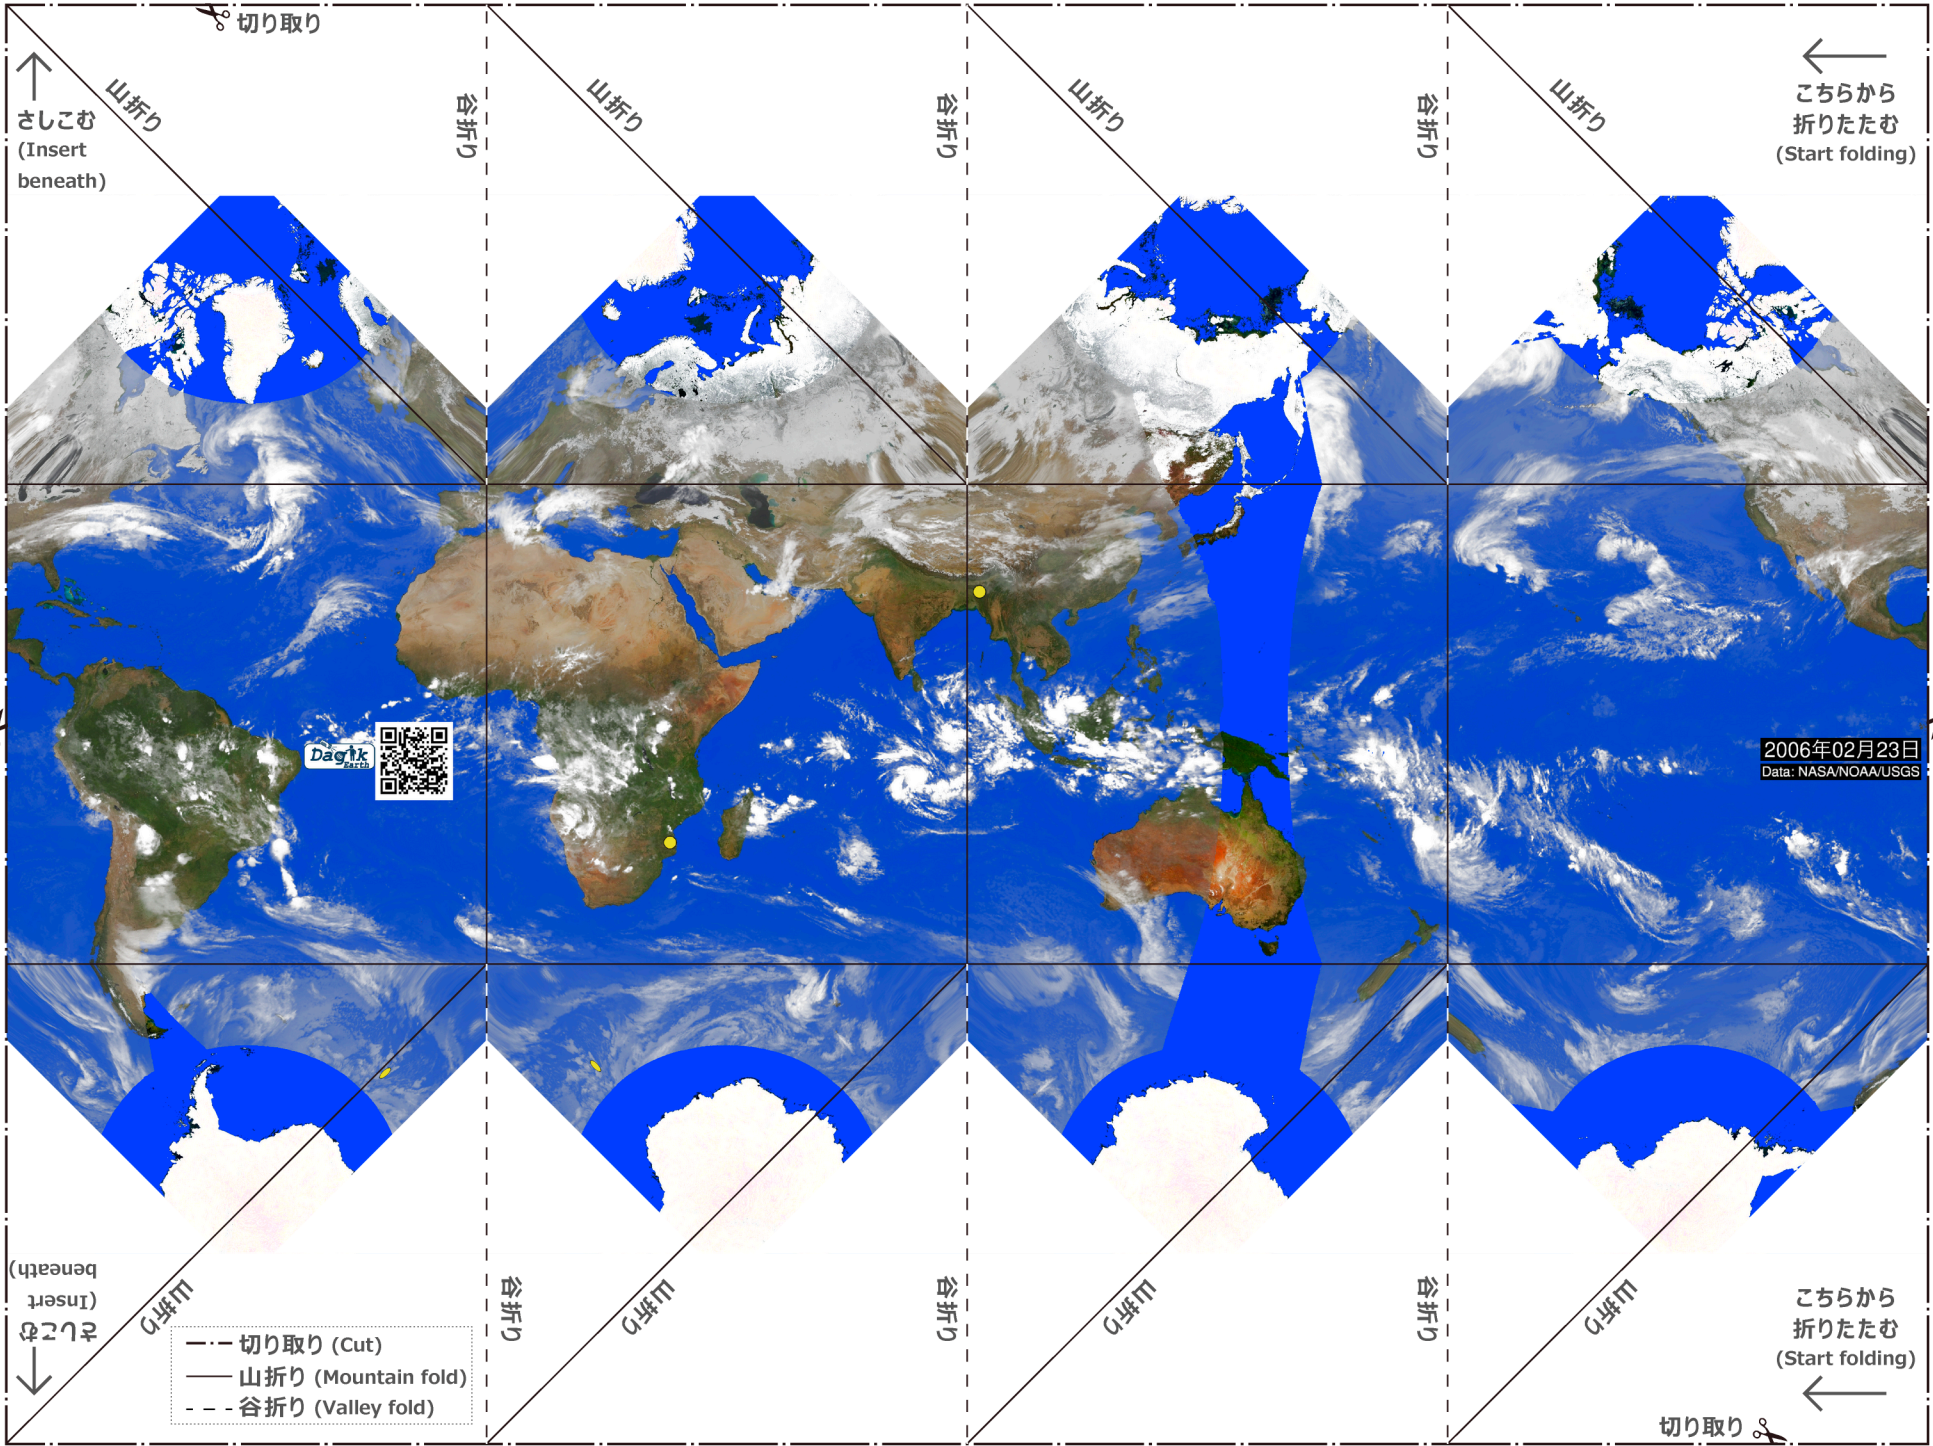 切り取り
山折り
谷折り
山折り
谷折り
山折り
谷折り
山折り
さしこむ
(Insert
beneath)
こちらから
折りたたむ
(Start folding)
Dagik
Earth
2006年02月23日
Data: NASA/NOAA/USGS
さしこむ
(Insert
beneath)
山折り
谷折り
山折り
谷折り
山折り
谷折り
山折り
こちらから
折りたたむ
(Start folding)
切り取り (Cut)
山折り (Mountain fold)
谷折り (Valley fold)
切り取り